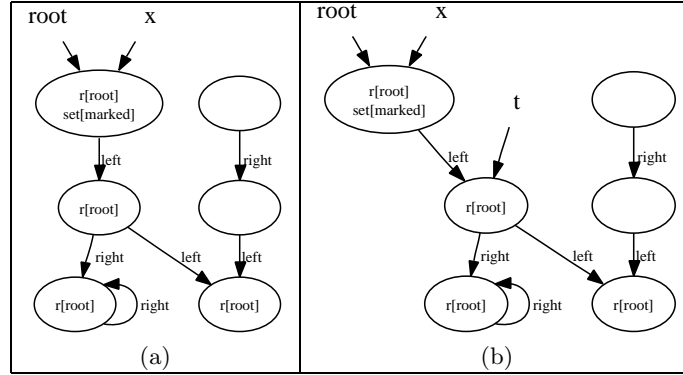 root x
r[root]
set[marked]
left
right
r[root]
right
left
left
r[root]
right
r[root]
(a)
root x
r[root]
set[marked]
t
left
right
r[root]
right
left
left
r[root]
right
r[root]
(b)